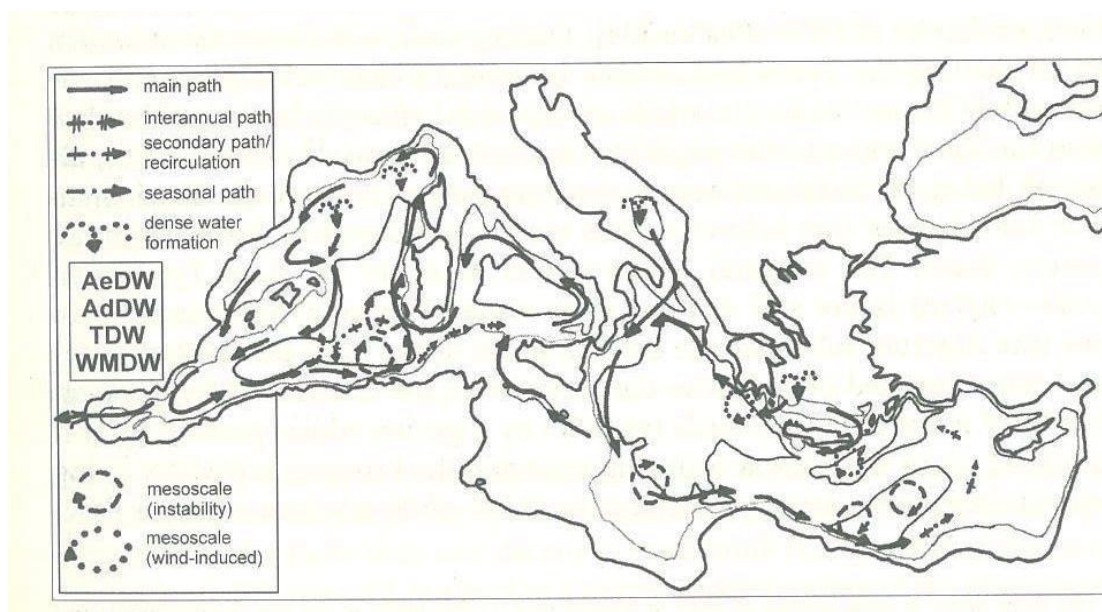 main path
interannual path
secondary path/
recirculation
seasonal path
dense water
formation
AeDW
AdDW
TDW
WMDW
mesoscale
(instability)
mesoscale
(wind-induced)